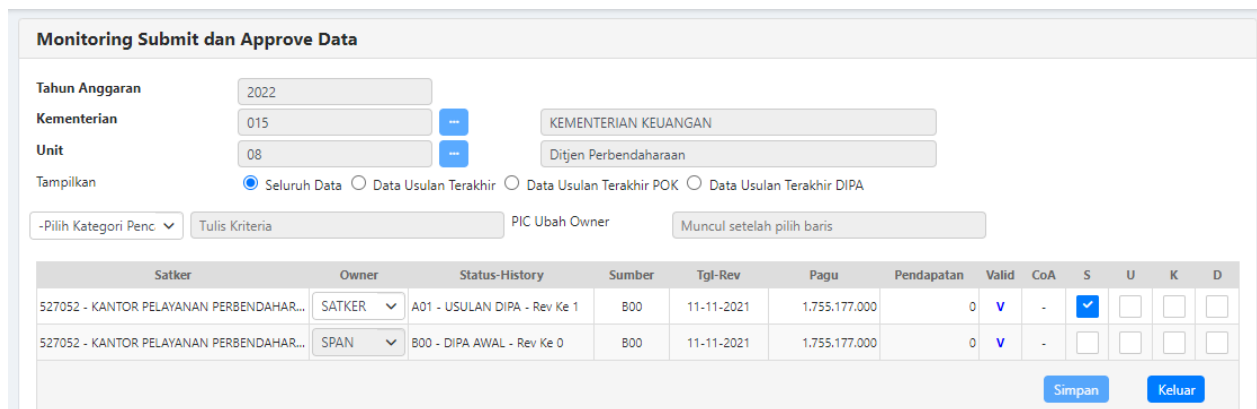 Monitoring Submit dan Approve Data
Tahun Anggaran 2022
Kementerian 015 ... KEMENTERIAN KEUANGAN
Unit 08 ... Ditjen Perbendaharaan
Tampilkan Seluruh Data Data Usulan Terakhir Data Usulan Terakhir POK Data Usulan Terakhir DIPA
-Pilih Kategori Penc Tulis Kriteria PIC Ubah Owner Muncul setelah pilih baris
Satker Owner Status-History Sumber Tgl-Rev Pagu Pendapatan Valid CoA S U K D
527052 - KANTOR PELAYANAN PERBENDAHAR... SATKER A01 - USULAN DIPA - Rev Ke 1 B00 11-11-2021 1.755.177.000 0 V -
527052 - KANTOR PELAYANAN PERBENDAHAR... SPAN B00 - DIPA AWAL - Rev Ke 0 B00 11-11-2021 1.755.177.000 0 V -
Simpan Keluar